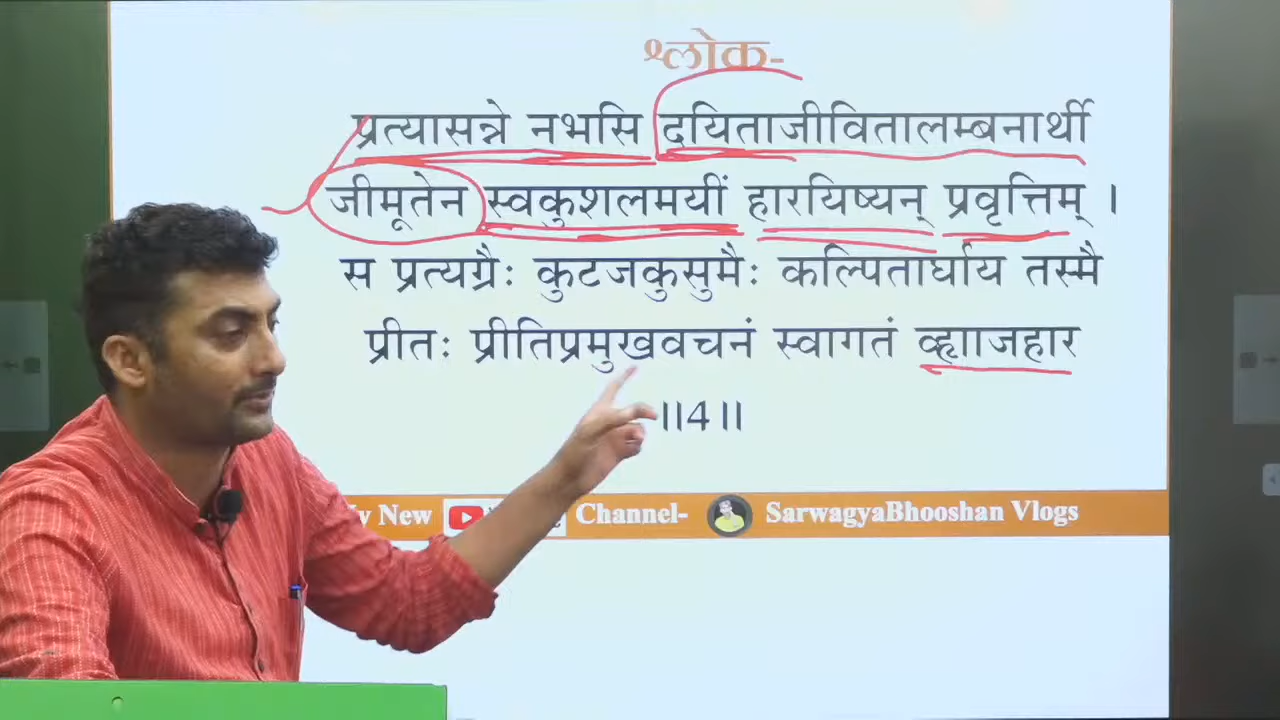 श्लोक-
प्रत्यासन्ने नभसि दयिताजीवितालम्बनार्थी
जीमूतेन स्वकुशलमयीं हारयिष्यन् प्रवृत्तिम् ।
स प्रत्यग्रैः कुटजकुसुमैः कल्पितार्घाय तस्मै
प्रीतः प्रीतिप्रमुखवचनं स्वागतं व्हााजहार
॥4॥
My New Channel- SarwagyaBhooshan Vlogs